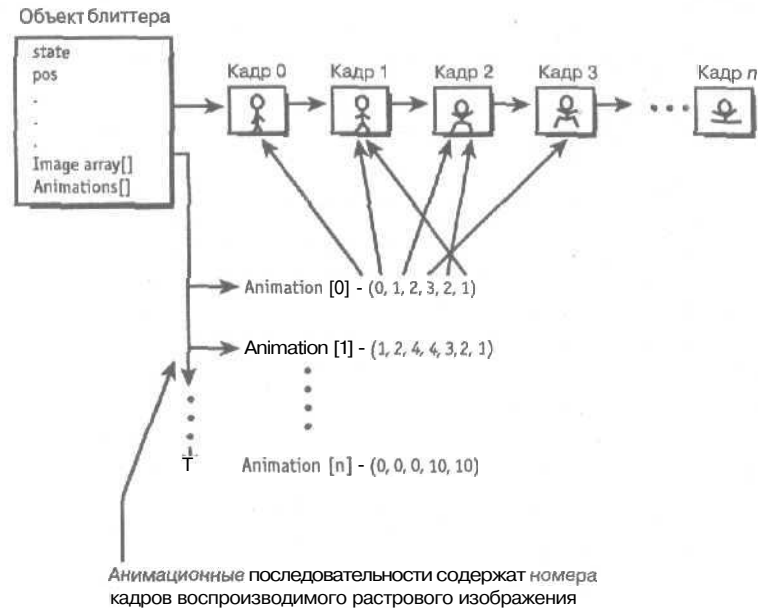 Объект блиттера
state
pos
.
.
.
Image array[]
Animations[]
Кадр 0
Кадр 1
Кадр 2
Кадр 3
Кадр n
Animation [0] - (0, 1, 2, 3, 2, 1)
Animation [1] - (1, 2, 4, 4, 3, 2, 1)
T
Animation [n] - (0, 0, 0, 10, 10)
Анимационные последовательности содержат номера
кадров воспроизводимого растрового изображения